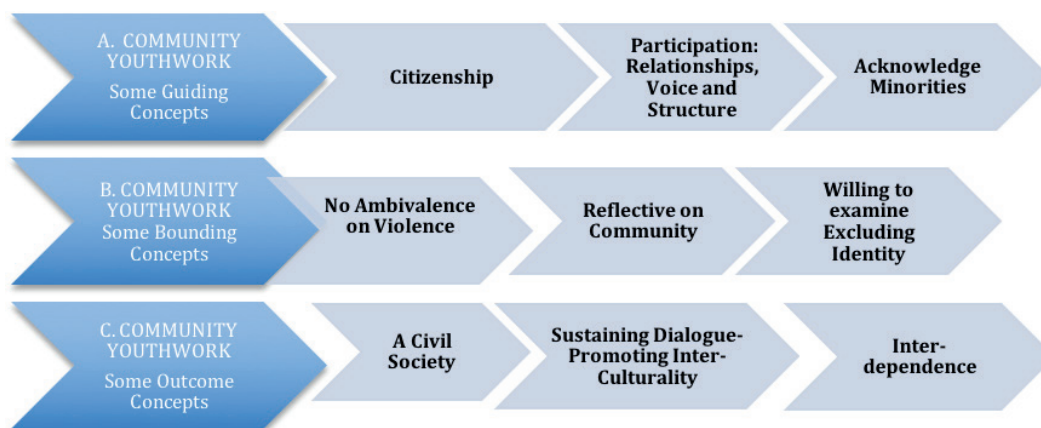 A. COMMUNITY
YOUTHWORK
Some Guiding
Concepts
Citizenship
Participation:
Relationships,
Voice and
Structure
Acknowledge
Minorities
B. COMMUNITY
YOUTHWORK
Some Bounding
Concepts
No Ambivalence
on Violence
Reflective on
Community
Willing to
examine
Excluding
Identity
C. COMMUNITY
YOUTHWORK
Some Outcome
Concepts
A Civil
Society
Sustaining Dialogue-
Promoting Inter-
Culturality
Inter-
dependence